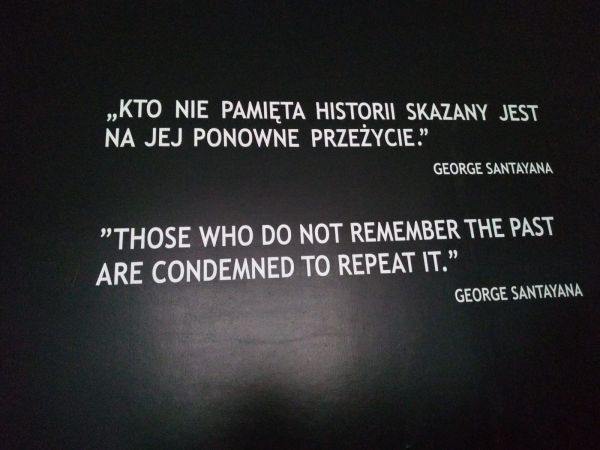 „KTO NIE PAMIĘTA HISTORII SKAZANY JEST
NA JEJ PONOWNE PRZEŻYCIE.”
GEORGE SANTAYANA
”THOSE WHO DO NOT REMEMBER THE PAST
ARE CONDEMNED TO REPEAT IT.”
GEORGE SANTAYANA